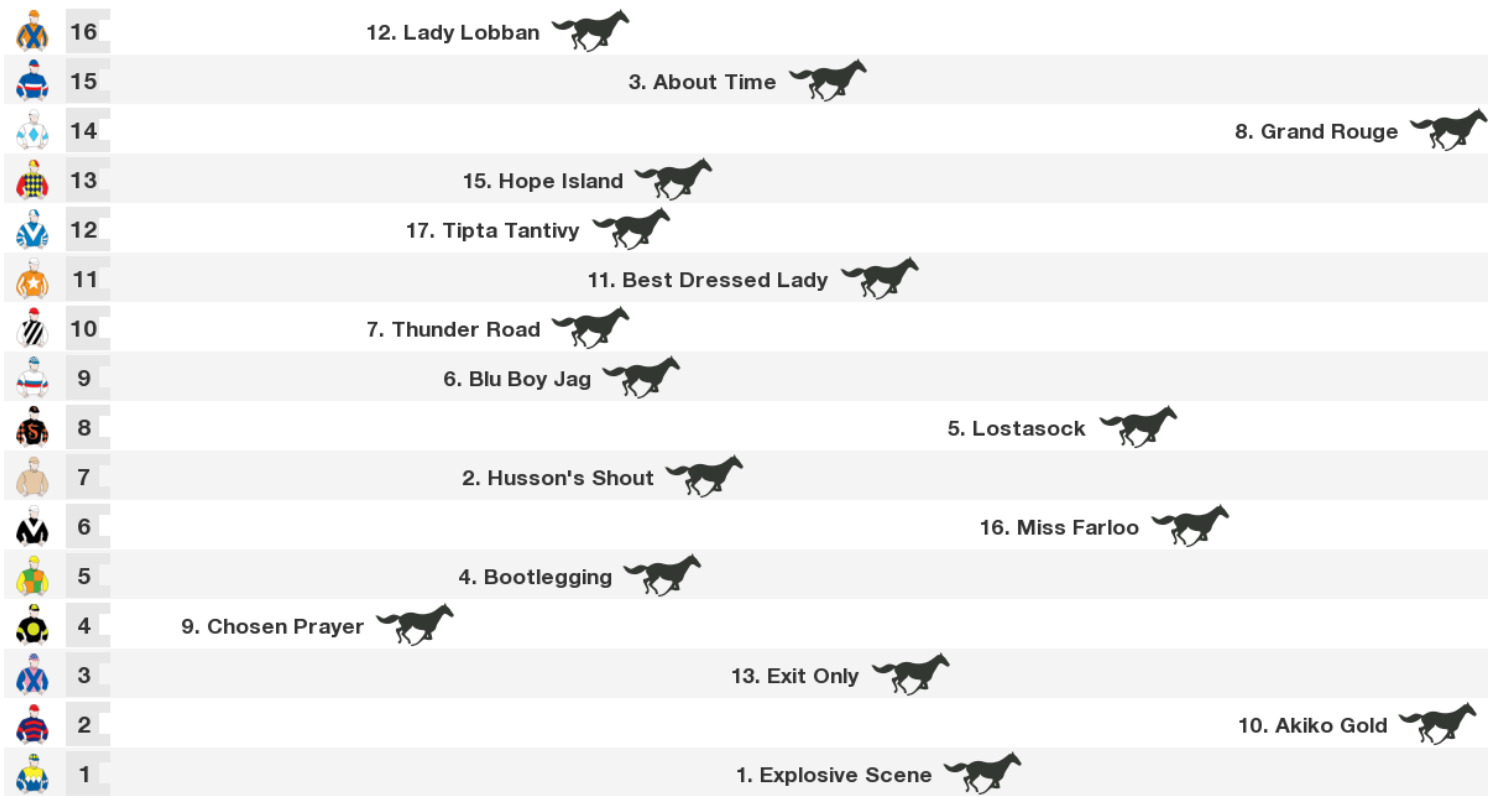 16 12. Lady Lobban
15 3. About Time
14 8. Grand Rouge
13 15. Hope Island
12 17. Tipta Tantivy
11 11. Best Dressed Lady
10 7. Thunder Road
9 6. Blu Boy Jag
8 5. Lostasock
7 2. Husson's Shout
6 16. Miss Farloo
5 4. Bootlegging
4 9. Chosen Prayer
3 13. Exit Only
2 10. Akiko Gold
1 1. Explosive Scene